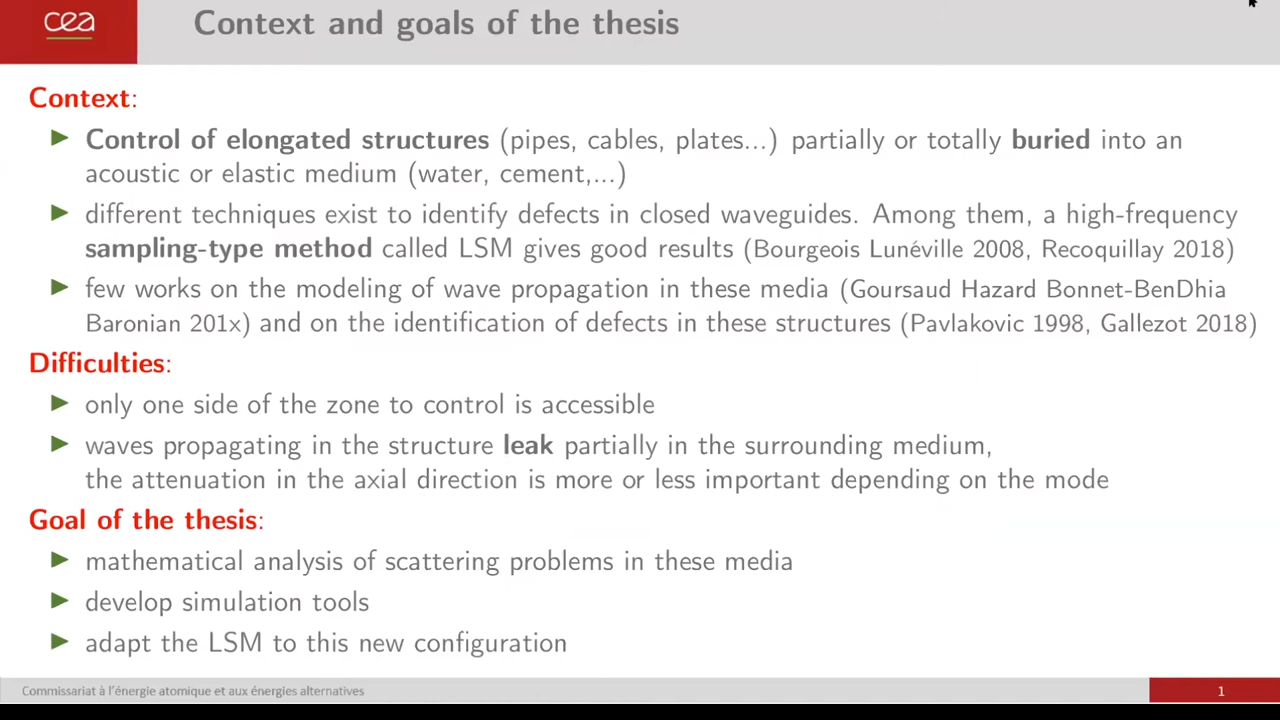 cea
Context and goals of the thesis
Context:
Control of elongated structures (pipes, cables, plates...) partially or totally buried into an
acoustic or elastic medium (water, cement,...)
different techniques exist to identify defects in closed waveguides. Among them, a high-frequency
sampling-type method called LSM gives good results (Bourgeois Lunéville 2008, Recoquillay 2018)
few works on the modeling of wave propagation in these media (Goursaud Hazard Bonnet-BenDhia
Baronian 201x) and on the identification of defects in these structures (Pavlakovic 1998, Gallezot 2018)
Difficulties:
only one side of the zone to control is accessible
waves propagating in the structure leak partially in the surrounding medium,
the attenuation in the axial direction is more or less important depending on the mode
Goal of the thesis:
mathematical analysis of scattering problems in these media
develop simulation tools
adapt the LSM to this new configuration
Commissariat à l'énergie atomique et aux énergies alternatives
1